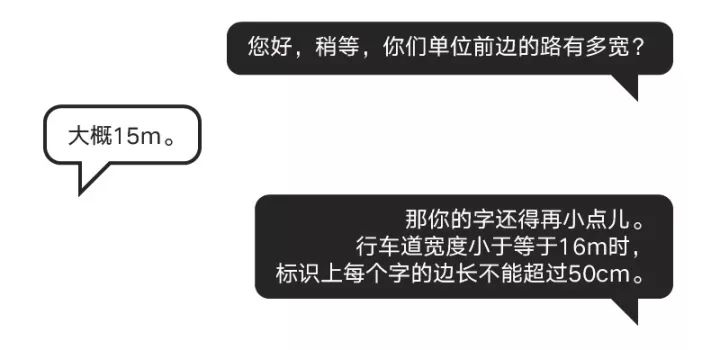 您好，稍等，你们单位前边的路有多宽？
大概15m。
那你的字还得再小点儿。
行车道宽度小于等于16m时，
标识上每个字的边长不能超过50cm。